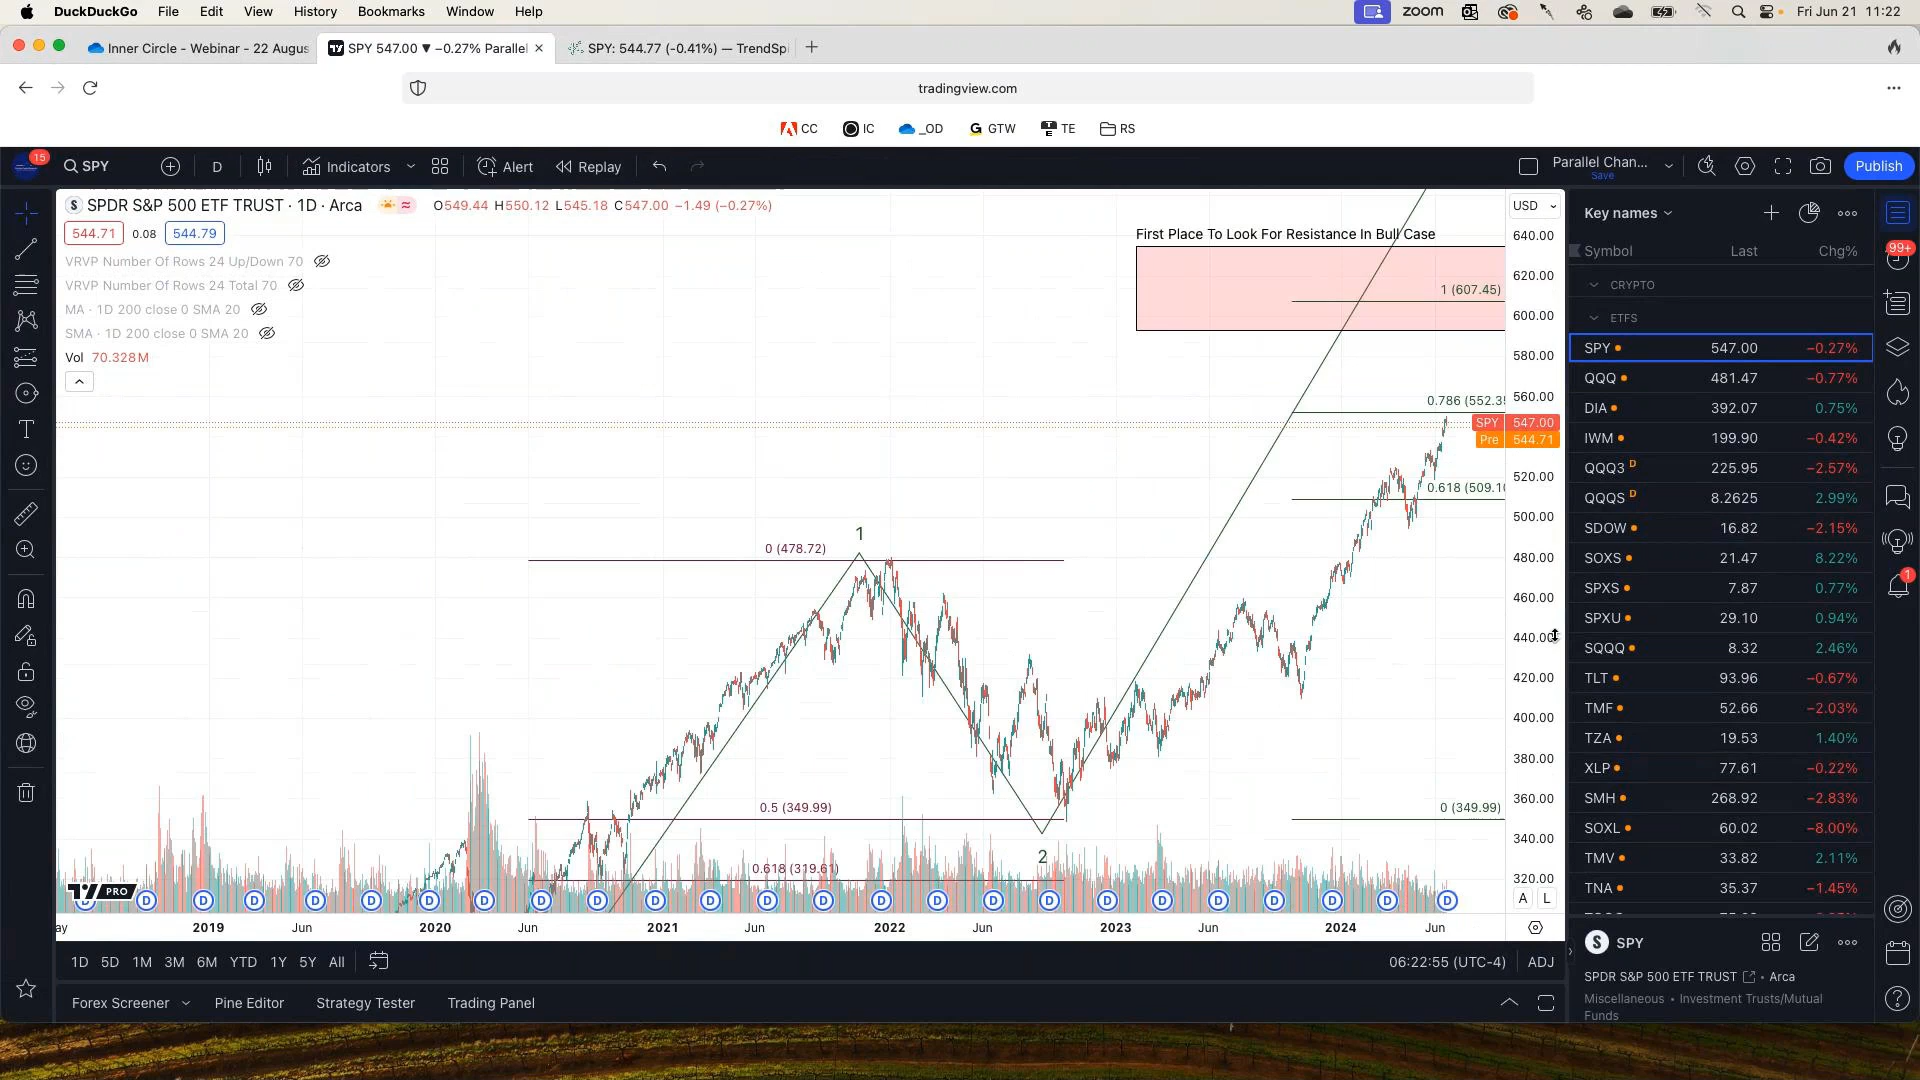 DuckDuckGo File Edit View History Bookmarks Window Help
zoom Fri Jun 21 11:22
Inner Circle - Webinar - 22 Augus
SPY 547.00 ▼ −0.27% Parallel
SPY: 544.77 (-0.41%) — TrendSpi
tradingview.com
CC IC _OD GTW TE RS
15
SPY D Indicators Alert Replay
Parallel Chan...
Save
Publish
SPDR S&P 500 ETF TRUST · 1D · Arca
O549.44 H550.12 L545.18 C547.00 −1.49 (−0.27%)
544.71 0.08 544.79
VRVP Number Of Rows 24 Up/Down 70
VRVP Number Of Rows 24 Total 70
MA · 1D 200 close 0 SMA 20
SMA · 1D 200 close 0 SMA 20
Vol 70.328M
First Place To Look For Resistance In Bull Case
1 (607.45)
0.786 (552.35
0.618 (509.10
0 (349.99)
1
0 (478.72)
0.5 (349.99)
0.618 (319.61)
2
USD
640.00
620.00
600.00
580.00
560.00
SPY 547.00
Pre 544.71
520.00
500.00
480.00
460.00
440.00
420.00
400.00
380.00
360.00
340.00
320.00
A L
PRO
D D D D D D D D D D D D D D D D D D D D D D D D
ay 2019 Jun 2020 Jun 2021 Jun 2022 Jun 2023 Jun 2024 Jun
1D 5D 1M 3M 6M YTD 1Y 5Y All
06:22:55 (UTC-4) ADJ
Forex Screener Pine Editor Strategy Tester Trading Panel
Key names
Symbol Last Chg%
CRYPTO
ETFS
SPY 547.00 −0.27%
QQQ 481.47 −0.77%
DIA 392.07 0.75%
IWM 199.90 −0.42%
QQQ3 D 225.95 −2.57%
QQQS D 8.2625 2.99%
SDOW 16.82 −2.15%
SOXS 21.47 8.22%
SPXS 7.87 0.77%
SPXU 29.10 0.94%
SQQQ 8.32 2.46%
TLT 93.96 −0.67%
TMF 52.66 −2.03%
TZA 19.53 1.40%
XLP 77.61 −0.22%
SMH 268.92 −2.83%
SOXL 60.02 −8.00%
TMV 33.82 2.11%
TNA 35.37 −1.45%
S SPY
SPDR S&P 500 ETF TRUST · Arca
Miscellaneous · Investment Trusts/Mutual
Funds
99+
1